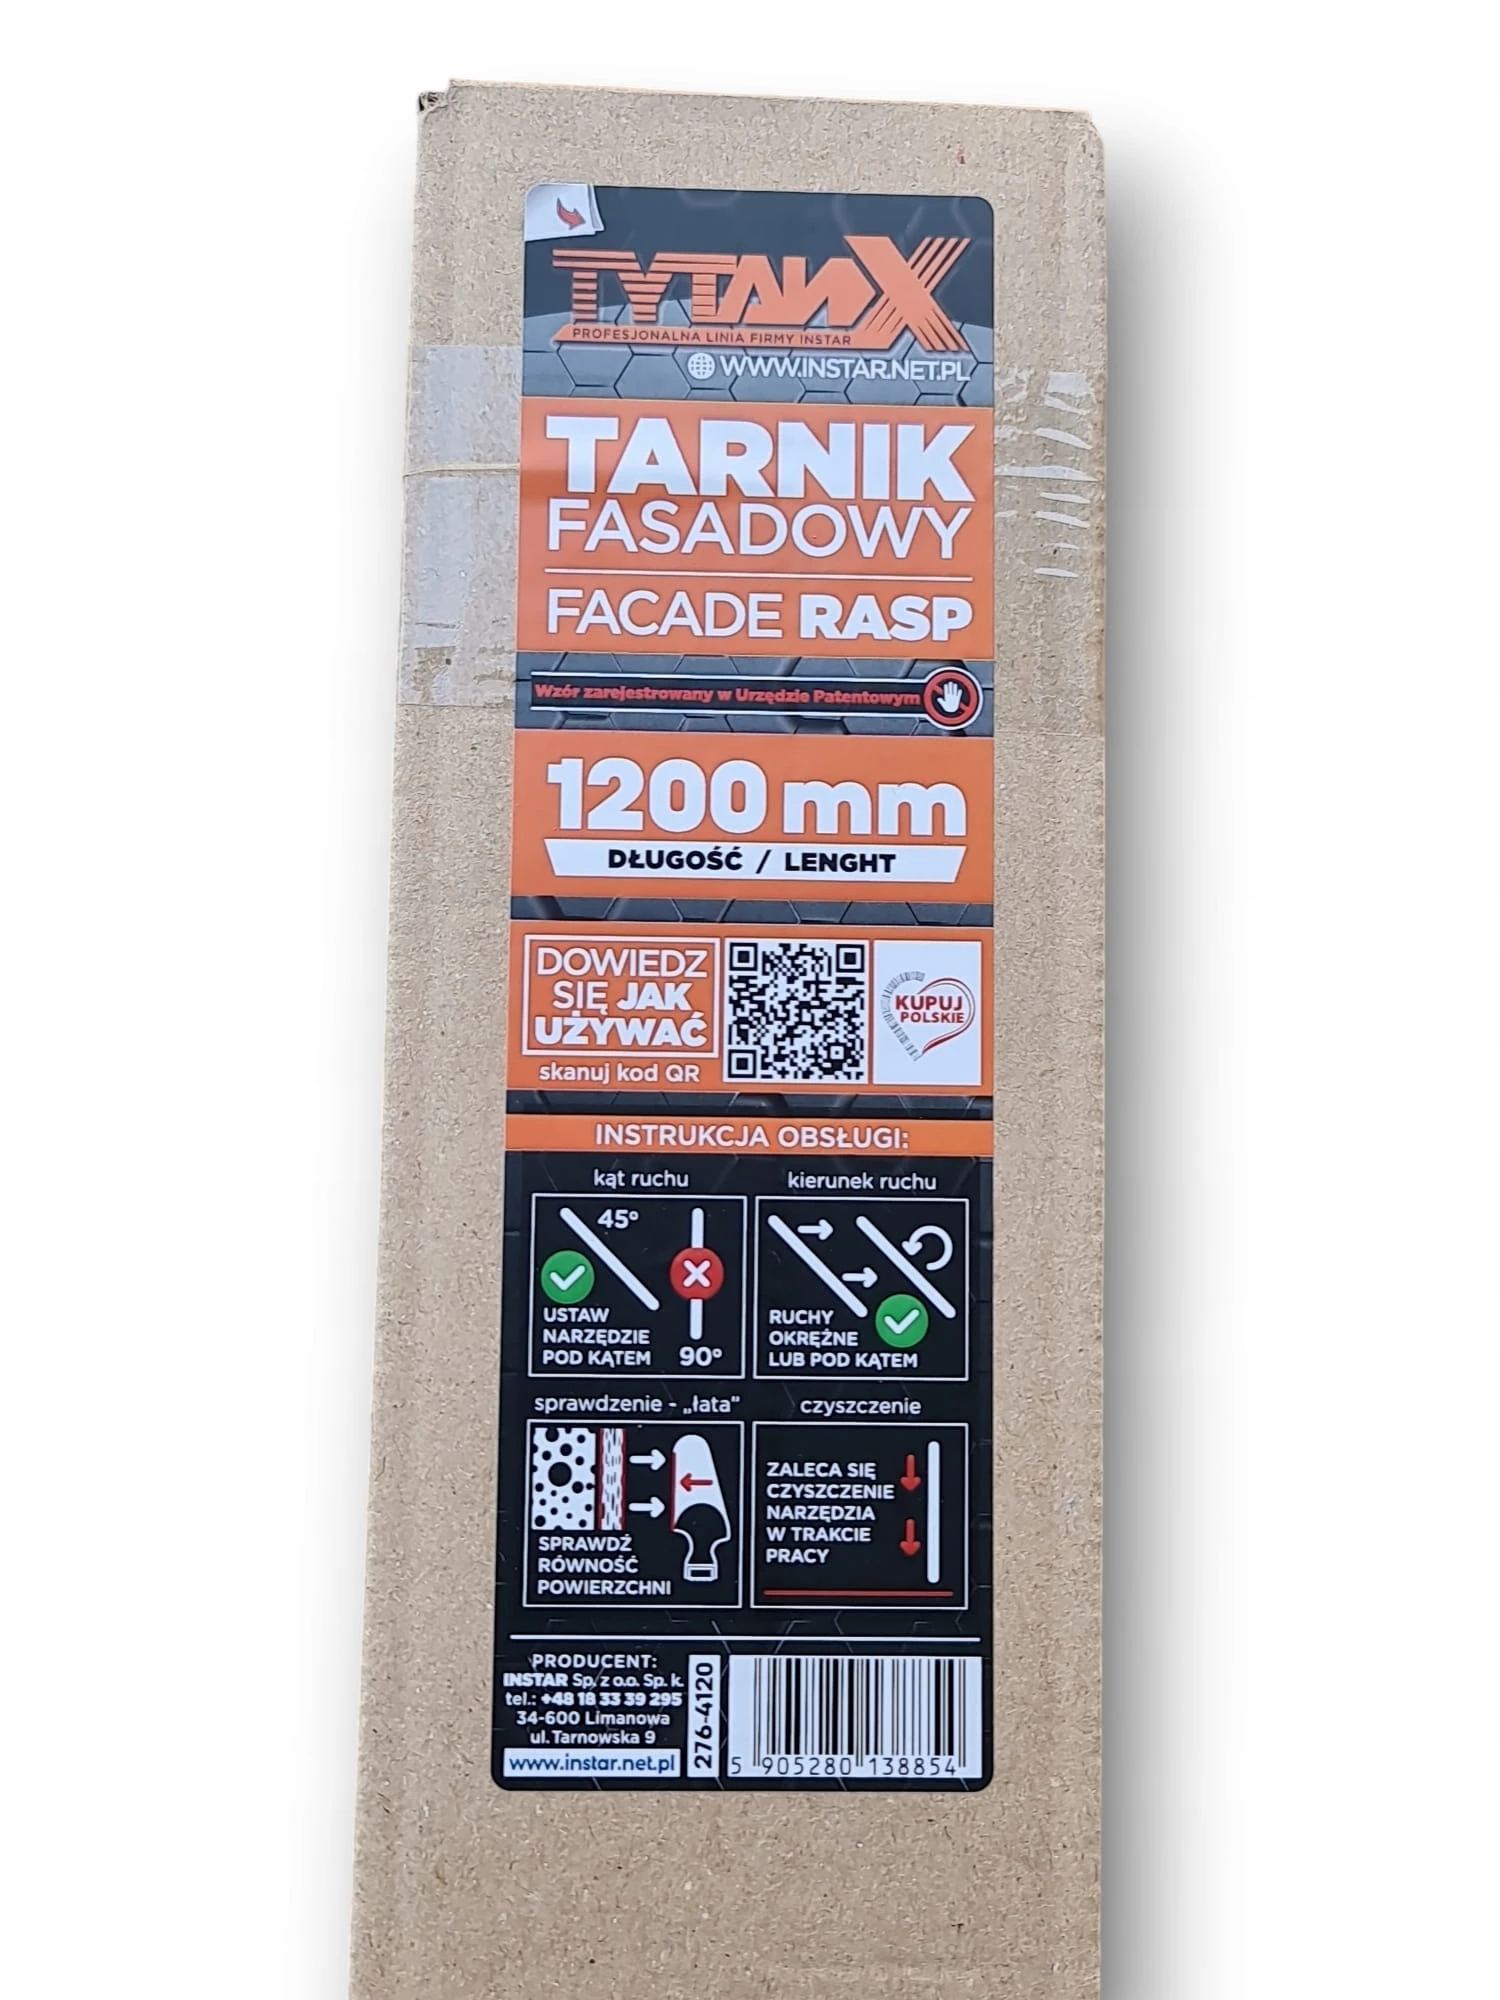 TYTANX
PROFESJONALNA LINIA FIRMY INSTAR
WWW.INSTAR.NET.PL
TARNIK
FASADOWY
FACADE RASP
Wzór zarejestrowany w Urzędzie Patentowym
1200 mm
DŁUGOŚĆ / LENGHT
DOWIEDZ
SIĘ JAK
UŻYWAĆ
skanuj kod QR
KUPUJ
POLSKIE
INSTRUKCJA OBSŁUGI:
kąt ruchu
45°
USTAW
NARZĘDZIE
POD KĄTEM
90°
kierunek ruchu
RUCHY
OKRĘŻNE
LUB POD KĄTEM
sprawdzenie - „łata"
SPRAWDŹ
RÓWNOŚĆ
POWIERZCHNI
czyszczenie
ZALECA SIĘ
CZYSZCZENIE
NARZĘDZIA
W TRAKCIE
PRACY
PRODUCENT:
INSTAR Sp. z o.o. Sp. k.
tel.: +48 18 33 39 295
34-600 Limanowa
ul. Tarnowska 9
www.instar.net.pl
276-4120
5 905280 138854